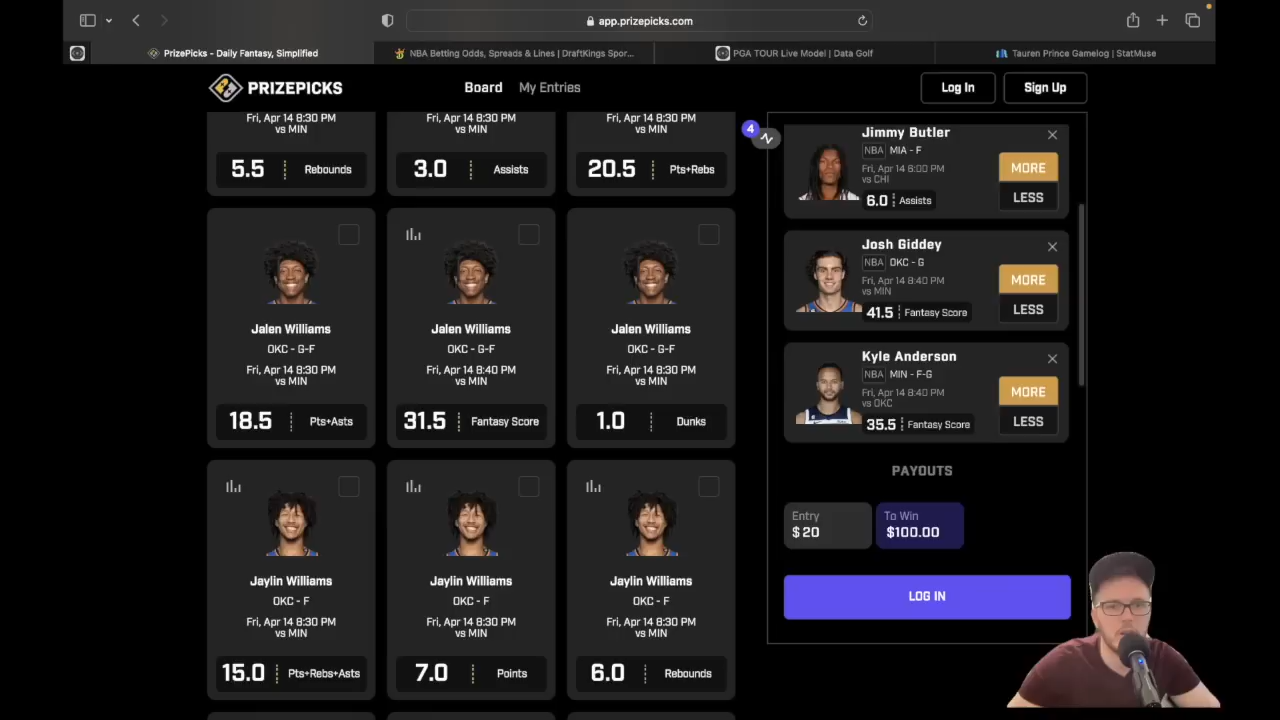 app.prizepicks.com
PrizePicks - Daily Fantasy, Simplified
NBA Betting Odds, Spreads & Lines | DraftKings Spor...
PGA TOUR Live Model | Data Golf
Tauren Prince Gamelog | StatMuse
PRIZEPICKS
Board
My Entries
Log In
Sign Up
Fri, Apr 14 8:30 PM
vs MIN
5.5
Rebounds
Fri, Apr 14 8:30 PM
vs MIN
3.0
Assists
Fri, Apr 14 8:30 PM
vs MIN
20.5
Pts+Rebs
Jalen Williams
OKC - G-F
Fri, Apr 14 8:30 PM
vs MIN
18.5
Pts+Asts
Jalen Williams
OKC - G-F
Fri, Apr 14 8:40 PM
vs MIN
31.5
Fantasy Score
Jalen Williams
OKC - G-F
Fri, Apr 14 8:30 PM
vs MIN
1.0
Dunks
Jaylin Williams
OKC - F
Fri, Apr 14 8:30 PM
vs MIN
15.0
Pts+Rebs+Asts
Jaylin Williams
OKC - F
Fri, Apr 14 8:30 PM
vs MIN
7.0
Points
Jaylin Williams
OKC - F
Fri, Apr 14 8:30 PM
vs MIN
6.0
Rebounds
4
Jimmy Butler
NBA MIA - F
Fri, Apr 14 6:00 PM
vs CHI
6.0 Assists
MORE
LESS
Josh Giddey
NBA OKC - G
Fri, Apr 14 8:40 PM
vs MIN
41.5 Fantasy Score
MORE
LESS
Kyle Anderson
NBA MIN - F-G
Fri, Apr 14 8:40 PM
vs OKC
35.5 Fantasy Score
MORE
LESS
PAYOUTS
Entry
$ 20
To Win
$100.00
LOG IN